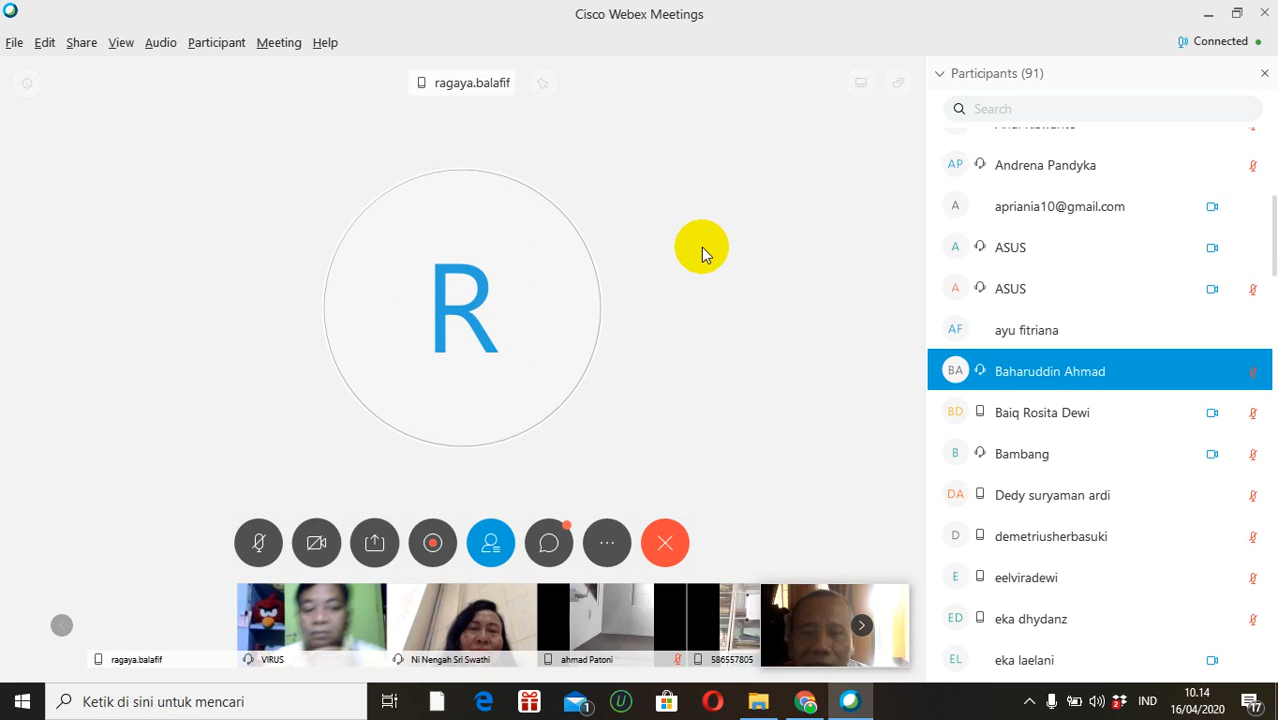 Cisco Webex Meetings
File Edit Share View Audio Participant Meeting Help
Connected
ragaya.balafif
Participants (91)
Search
R
AP Andrena Pandyka
A apriania10@gmail.com
A ASUS
A ASUS
AF ayu fitriana
BA Baharuddin Ahmad
BD Baiq Rosita Dewi
B Bambang
DA Dedy suryaman ardi
D demetriusherbasuki
E eelviradewi
ED eka dhydanz
EL eka laelani
ragaya.balafif
VIRUS
Ni Nengah Sri Swathi
ahmad Patoni
586557805
Ketik di sini untuk mencari
1
2
IND
10.14
16/04/2020
17